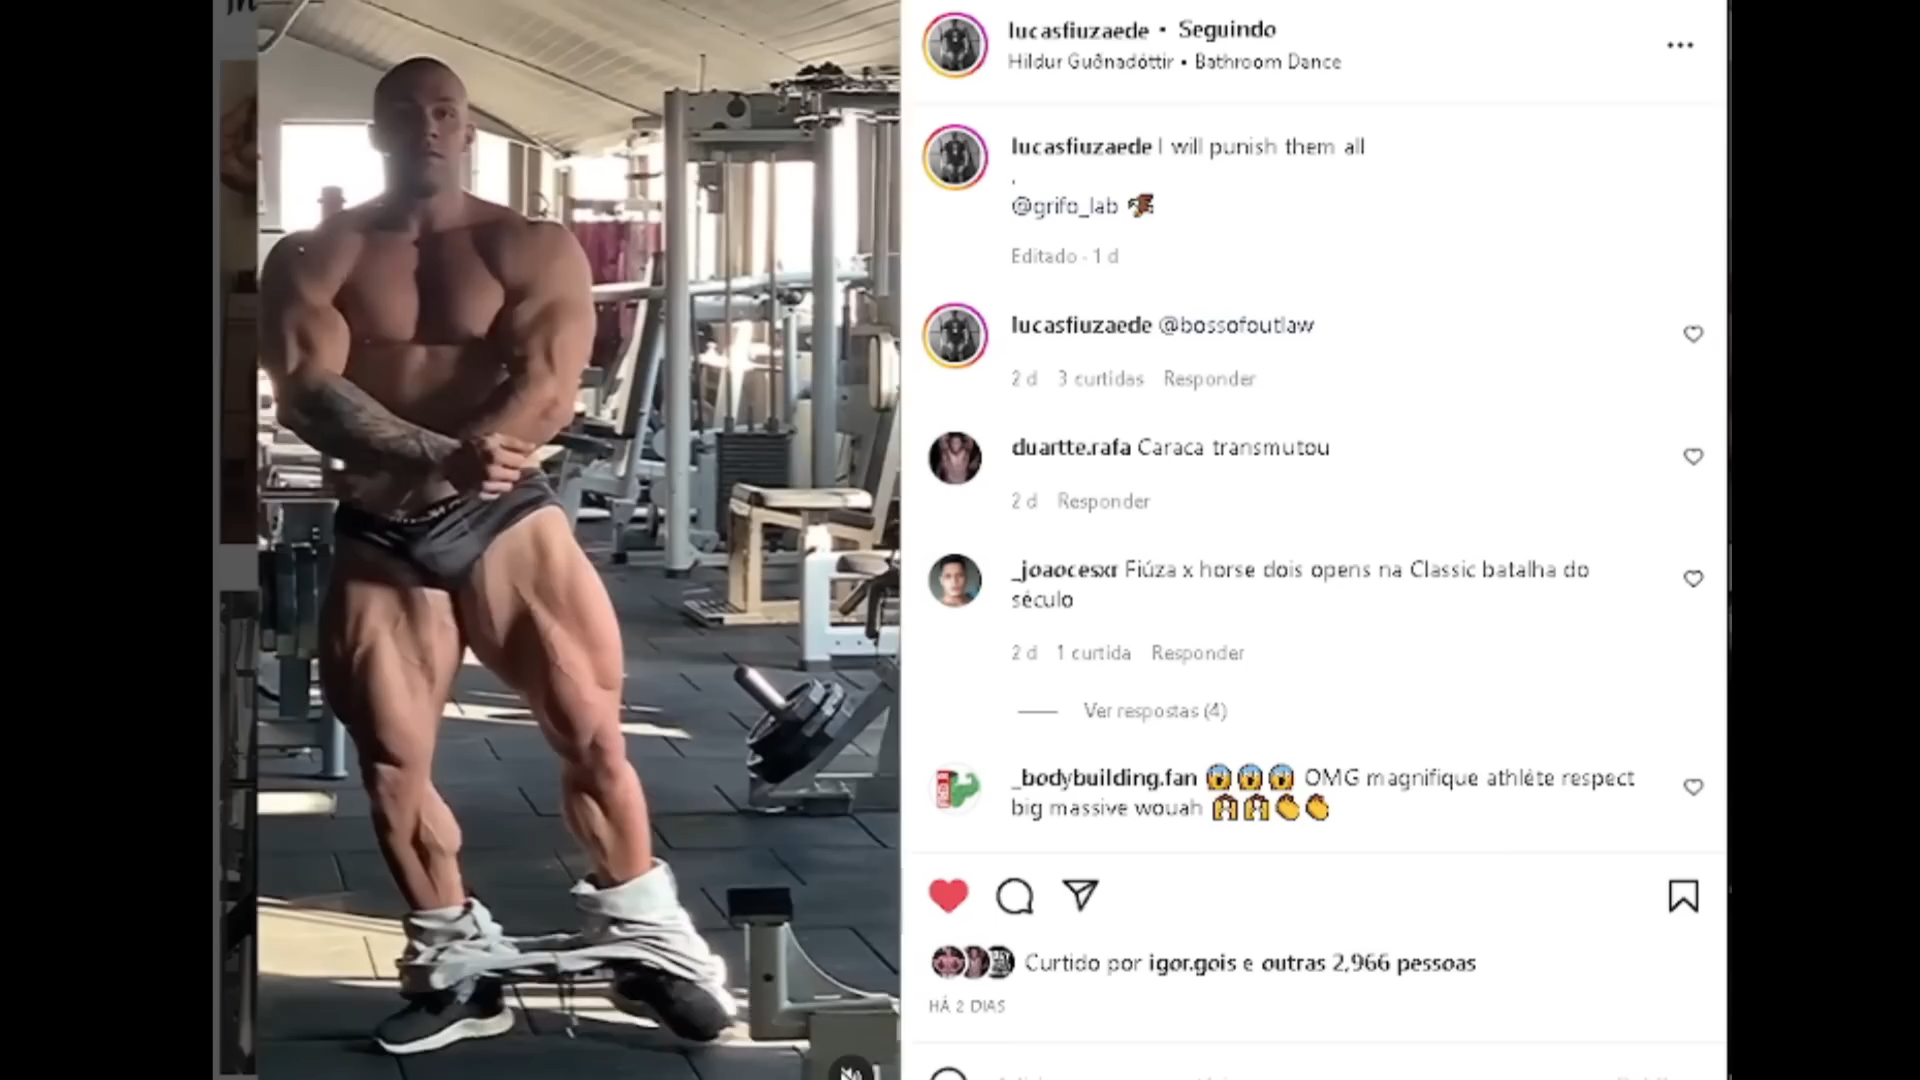 lucasfiuzaede • Seguindo
Hildur Guðnadóttir • Bathroom Dance
lucasfiuzaede I will punish them all
.
@grifo_lab
Editado · 1 d
lucasfiuzaede @bossofoutlaw
2 d 3 curtidas Responder
duartte.rafa Caraca transmutou
2 d Responder
_joaocesxr Fiúza x horse dois opens na Classic batalha do
século
2 d 1 curtida Responder
Ver respostas (4)
_bodybuilding.fan 😱😱😱 OMG magnifique athléte respect
big massive wouah 🙌🙌👏👏
Curtido por igor.gois e outras 2,966 pessoas
HÁ 2 DIAS